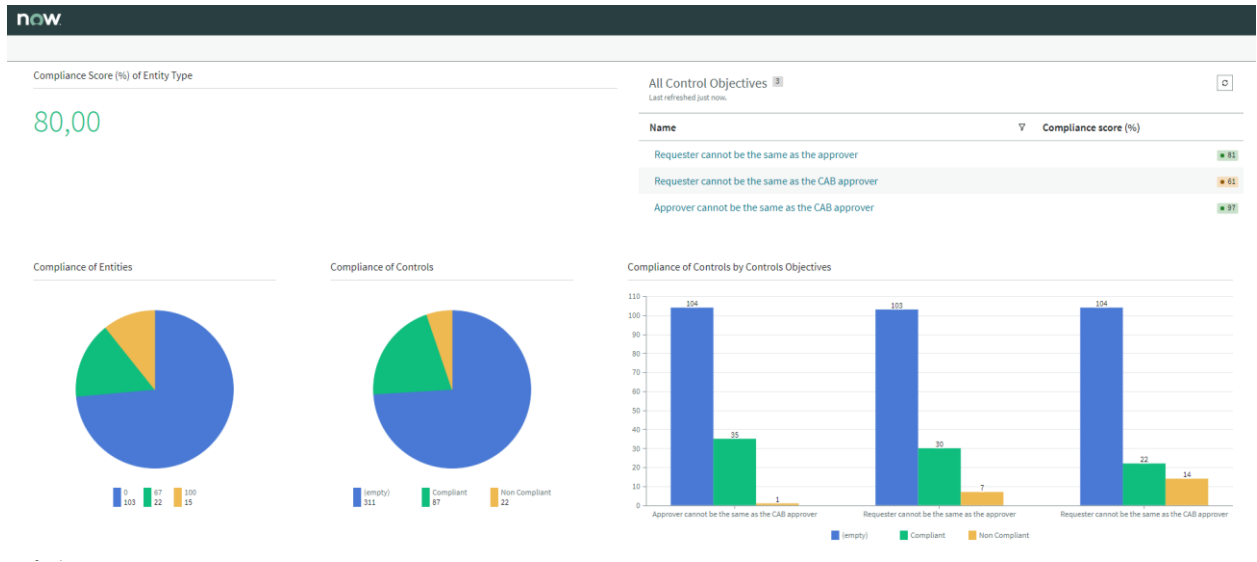 now.
Compliance Score (%) of Entity Type
80,00
All Control Objectives 3
Last refreshed just now.
Name Compliance score (%)
Requester cannot be the same as the approver 81
Requester cannot be the same as the CAB approver 61
Approver cannot be the same as the CAB approver 97
Compliance of Entities
0 67 100
103 22 15
Compliance of Controls
(empty) Compliant Non Compliant
311 87 22
Compliance of Controls by Controls Objectives
110
100
90
80
70
60
50
40
30
20
10
0
104 35 1
103 30 7
104 22 14
Approver cannot be the same as the CAB approver
Requester cannot be the same as the approver
Requester cannot be the same as the CAB approver
(empty) Compliant Non Compliant